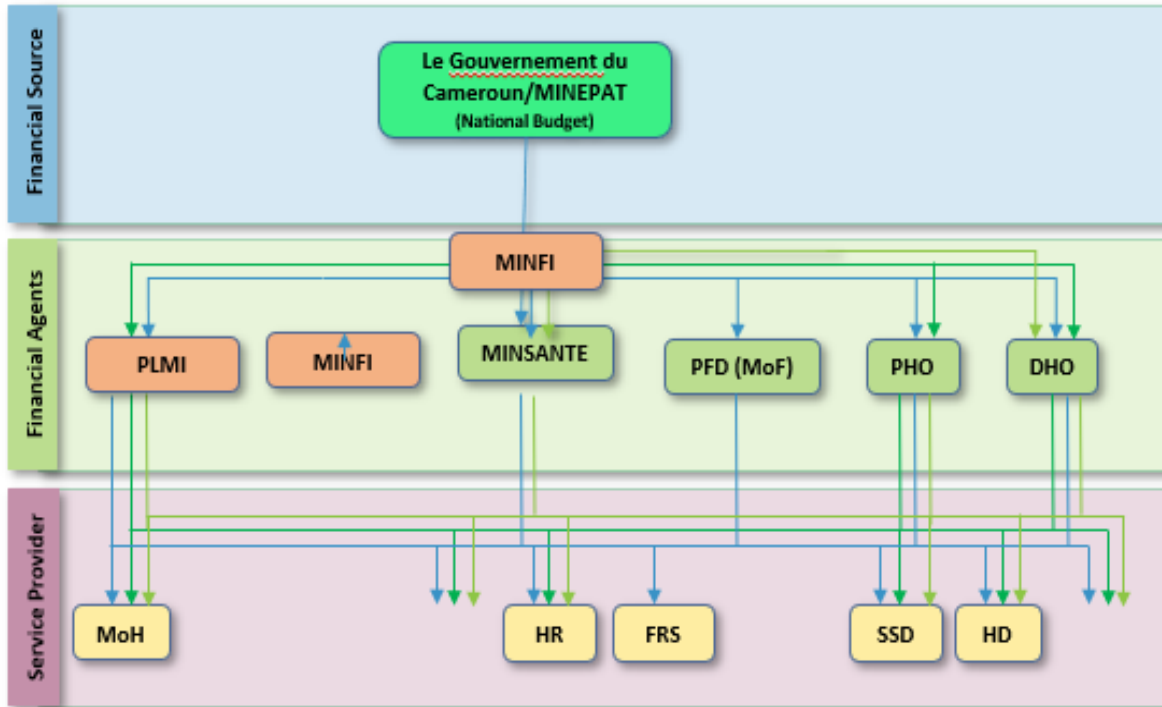 Financial Source
Le Gouvernement du
Cameroun/MINEPAT
(National Budget)
Financial Agents
MINFI
PLMI
MINFI
MINSANTE
PFD (MoF)
PHO
DHO
Service Provider
MoH
HR
FRS
SSD
HD